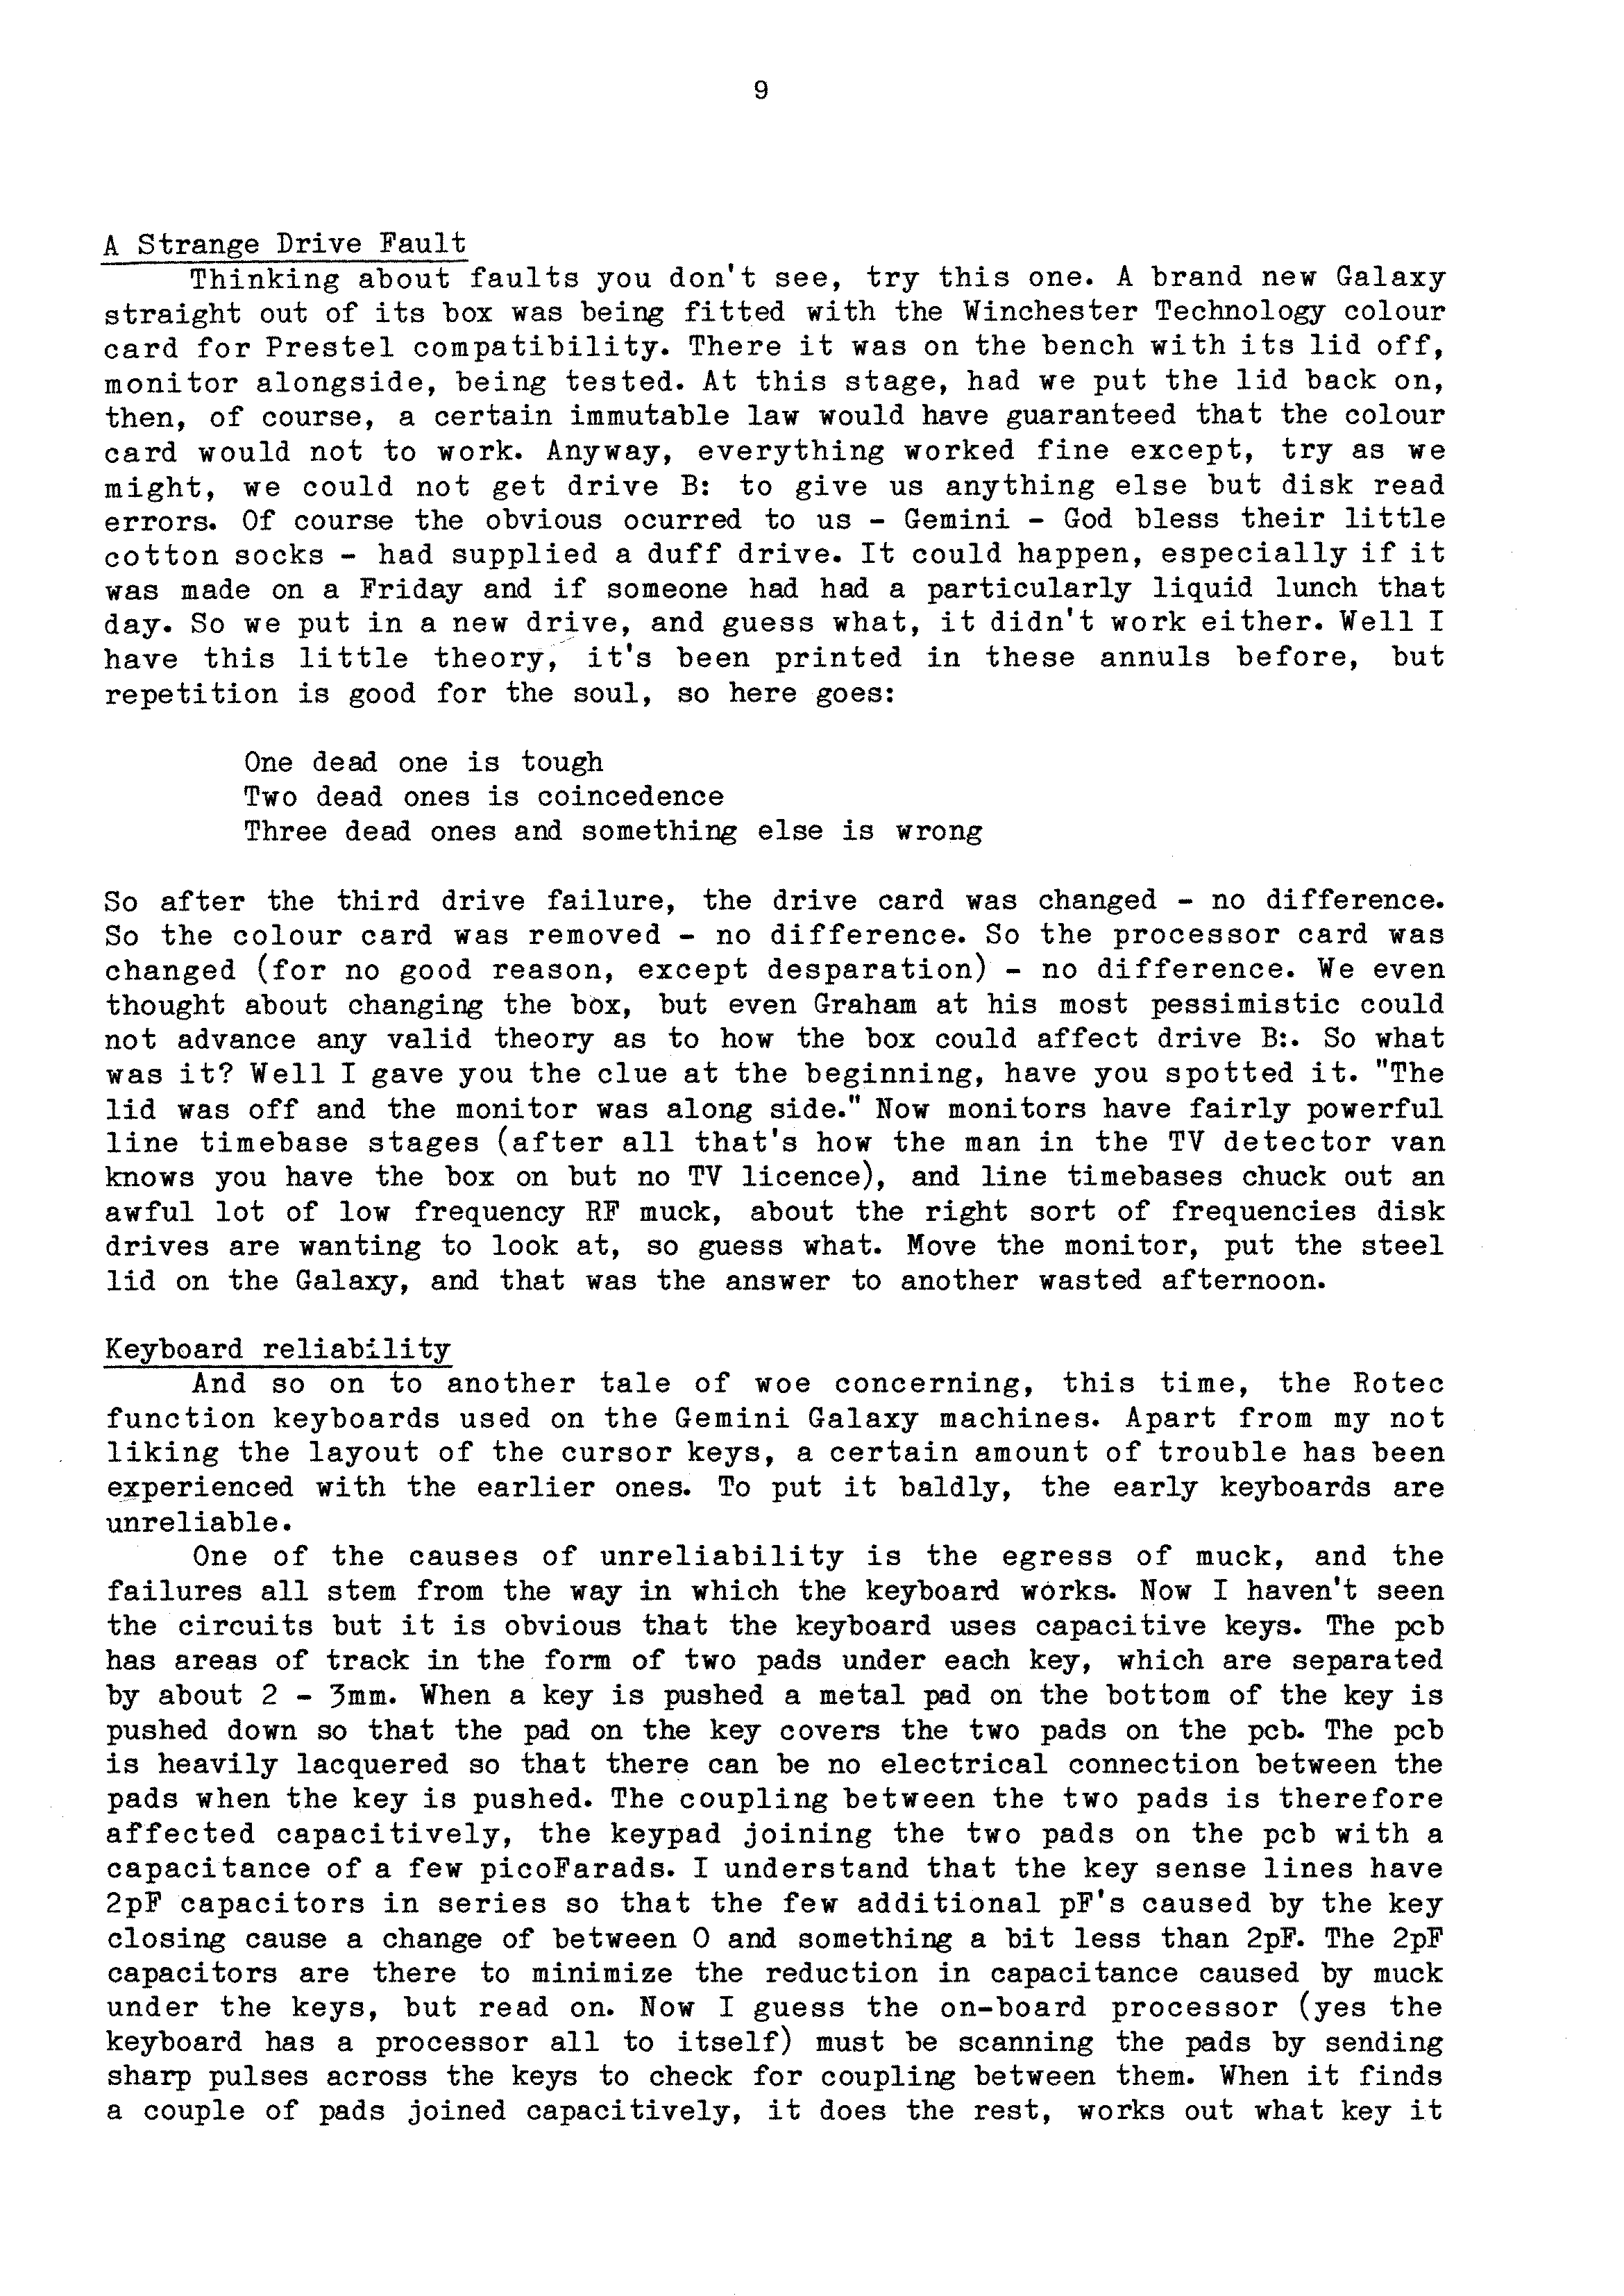 9
A Strange Drive Fault
Thinking about faults you don't see, try this one. A brand new Galaxy
straight out of its box was being fitted with the Winchester Technology colour
card for Prestel compatibility. There it was on the bench with its lid off,
monitor alongside, being tested. At this stage, had we put the lid back on,
then, of course, a certain immutable law would have guaranteed that the colour
card would not to work. Anyway, everything worked fine except, try as we
might, we could not get drive B: to give us anything else but disk read
errors. Of course the obvious ocurred to us - Gemini - God bless their little
cotton socks - had supplied a duff drive. It could happen, especially if it
was made on a Friday and if someone had had a particularly liquid lunch that
day. So we put in a new drive, and guess what, it didn't work either. Well I
have this little theory, it's been printed in these annuls before, but
repetition is good for the soul, so here goes:
One dead one is tough
Two dead ones is coincedence
Three dead ones and something else is wrong
So after the third drive failure, the drive card was changed - no difference.
So the colour card was removed - no difference. So the processor card was
changed (for no good reason, except desparation) - no difference. We even
thought about changing the box, but even Graham at his most pessimistic could
not advance any valid theory as to how the box could affect drive B:. So what
was it? Well I gave you the clue at the beginning, have you spotted it. "The
lid was off and the monitor was along side." Now monitors have fairly powerful
line timebase stages (after all that's how the man in the TV detector van
knows you have the box on but no TV licence), and line timebases chuck out an
awful lot of low frequency RF muck, about the right sort of frequencies disk
drives are wanting to look at, so guess what. Move the monitor, put the steel
lid on the Galaxy, and that was the answer to another wasted afternoon.
Keyboard reliability
And so on to another tale of woe concerning, this time, the Rotec
function keyboards used on the Gemini Galaxy machines. Apart from my not
liking the layout of the cursor keys, a certain amount of trouble has been
experienced with the earlier ones. To put it baldly, the early keyboards are
unreliable.
One of the causes of unreliability is the egress of muck, and the
failures all stem from the way in which the keyboard works. Now I haven't seen
the circuits but it is obvious that the keyboard uses capacitive keys. The pcb
has areas of track in the form of two pads under each key, which are separated
by about 2 - 3mm. When a key is pushed a metal pad on the bottom of the key is
pushed down so that the pad on the key covers the two pads on the pcb. The pcb
is heavily lacquered so that there can be no electrical connection between the
pads when the key is pushed. The coupling between the two pads is therefore
affected capacitively, the keypad joining the two pads on the pcb with a
capacitance of a few picoFarads. I understand that the key sense lines have
2pF capacitors in series so that the few additional pF's caused by the key
closing cause a change of between 0 and something a bit less than 2pF. The 2pF
capacitors are there to minimize the reduction in capacitance caused by muck
under the keys, but read on. Now I guess the on-board processor (yes the
keyboard has a processor all to itself) must be scanning the pads by sending
sharp pulses across the keys to check for coupling between them. When it finds
a couple of pads joined capacitively, it does the rest, works out what key it